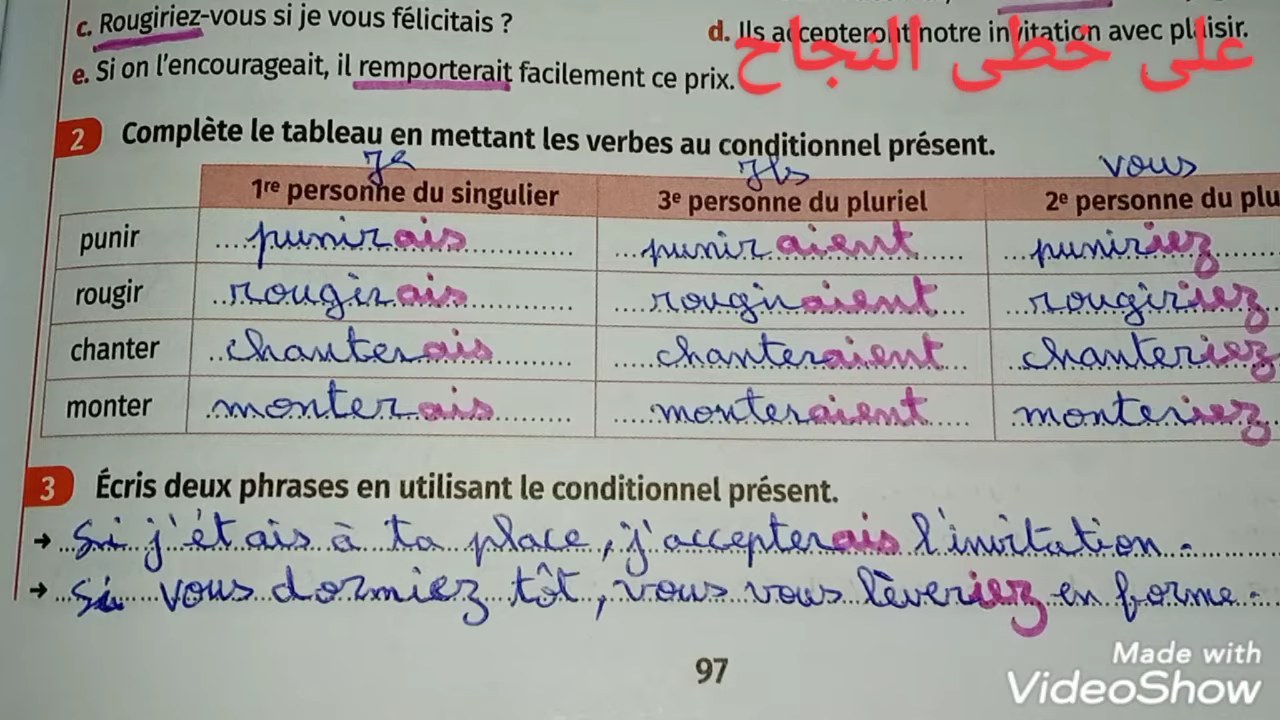 c. Rougiriez-vous si je vous félicitais ?
d. Ils accepteront notre invitation avec plaisir.
e. Si on l'encourageait, il remporterait facilement ce prix.
على خطى النجاح
2 Complète le tableau en mettant les verbes au conditionnel présent.
je Ils vous
1re personne du singulier 3e personne du pluriel 2e personne du plu
punir punirais puniraient puniriez
rougir rougirais rougiraient rougiriez
chanter chanterais chanteraient chanteriez
monter monterais monteraient monteriez
3 Écris deux phrases en utilisant le conditionnel présent.
→ Si j'étais à ta place, j'accepterais l'invitation.
→ Si vous dormiez tôt, vous vous lèveriez en forme.
97
Made with
VideoShow